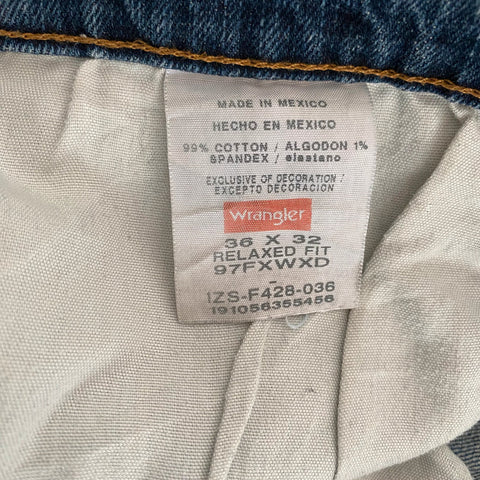 MADE IN MEXICO
HECHO EN MEXICO
99% COTTON / ALGODON 1%
SPANDEX / elastano
EXCLUSIVE OF DECORATION /
EXCEPTO DECORACION
Wrangler
36 X 32
RELAXED FIT
97FXWXD
-
IZS-F428-036
191056355456